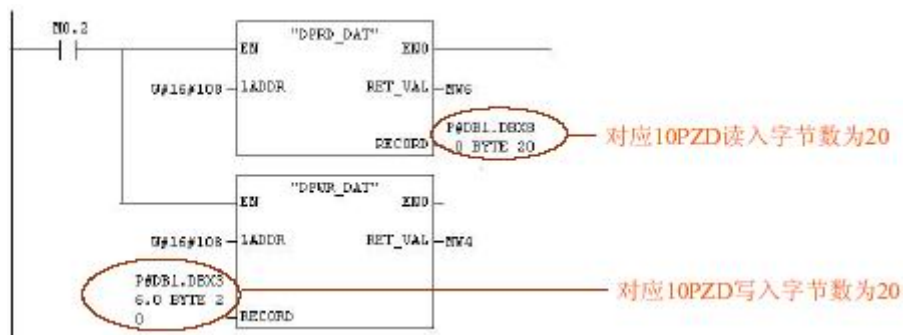 M0.2
"DPRD_DAT"
EN ENO
W#16#108 LADDR RET_VAL MW6
P#DB1.DBX8
.0 BYTE 20
RECORD
对应10PZD读入字节数为20
"DPWR_DAT"
EN ENO
W#16#108 LADDR RET_VAL MW4
P#DB1.DBX3
6.0 BYTE 2
0
RECORD
对应10PZD写入字节数为20